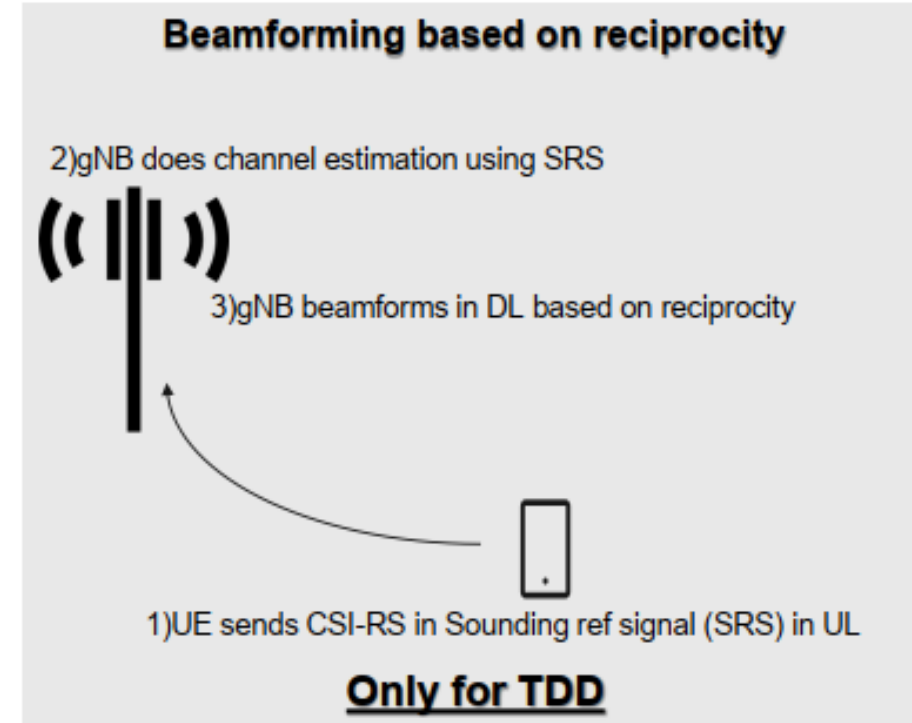 Beamforming based on reciprocity
2)gNB does channel estimation using SRS
3)gNB beamforms in DL based on reciprocity
1)UE sends CSI-RS in Sounding ref signal (SRS) in UL
Only for TDD